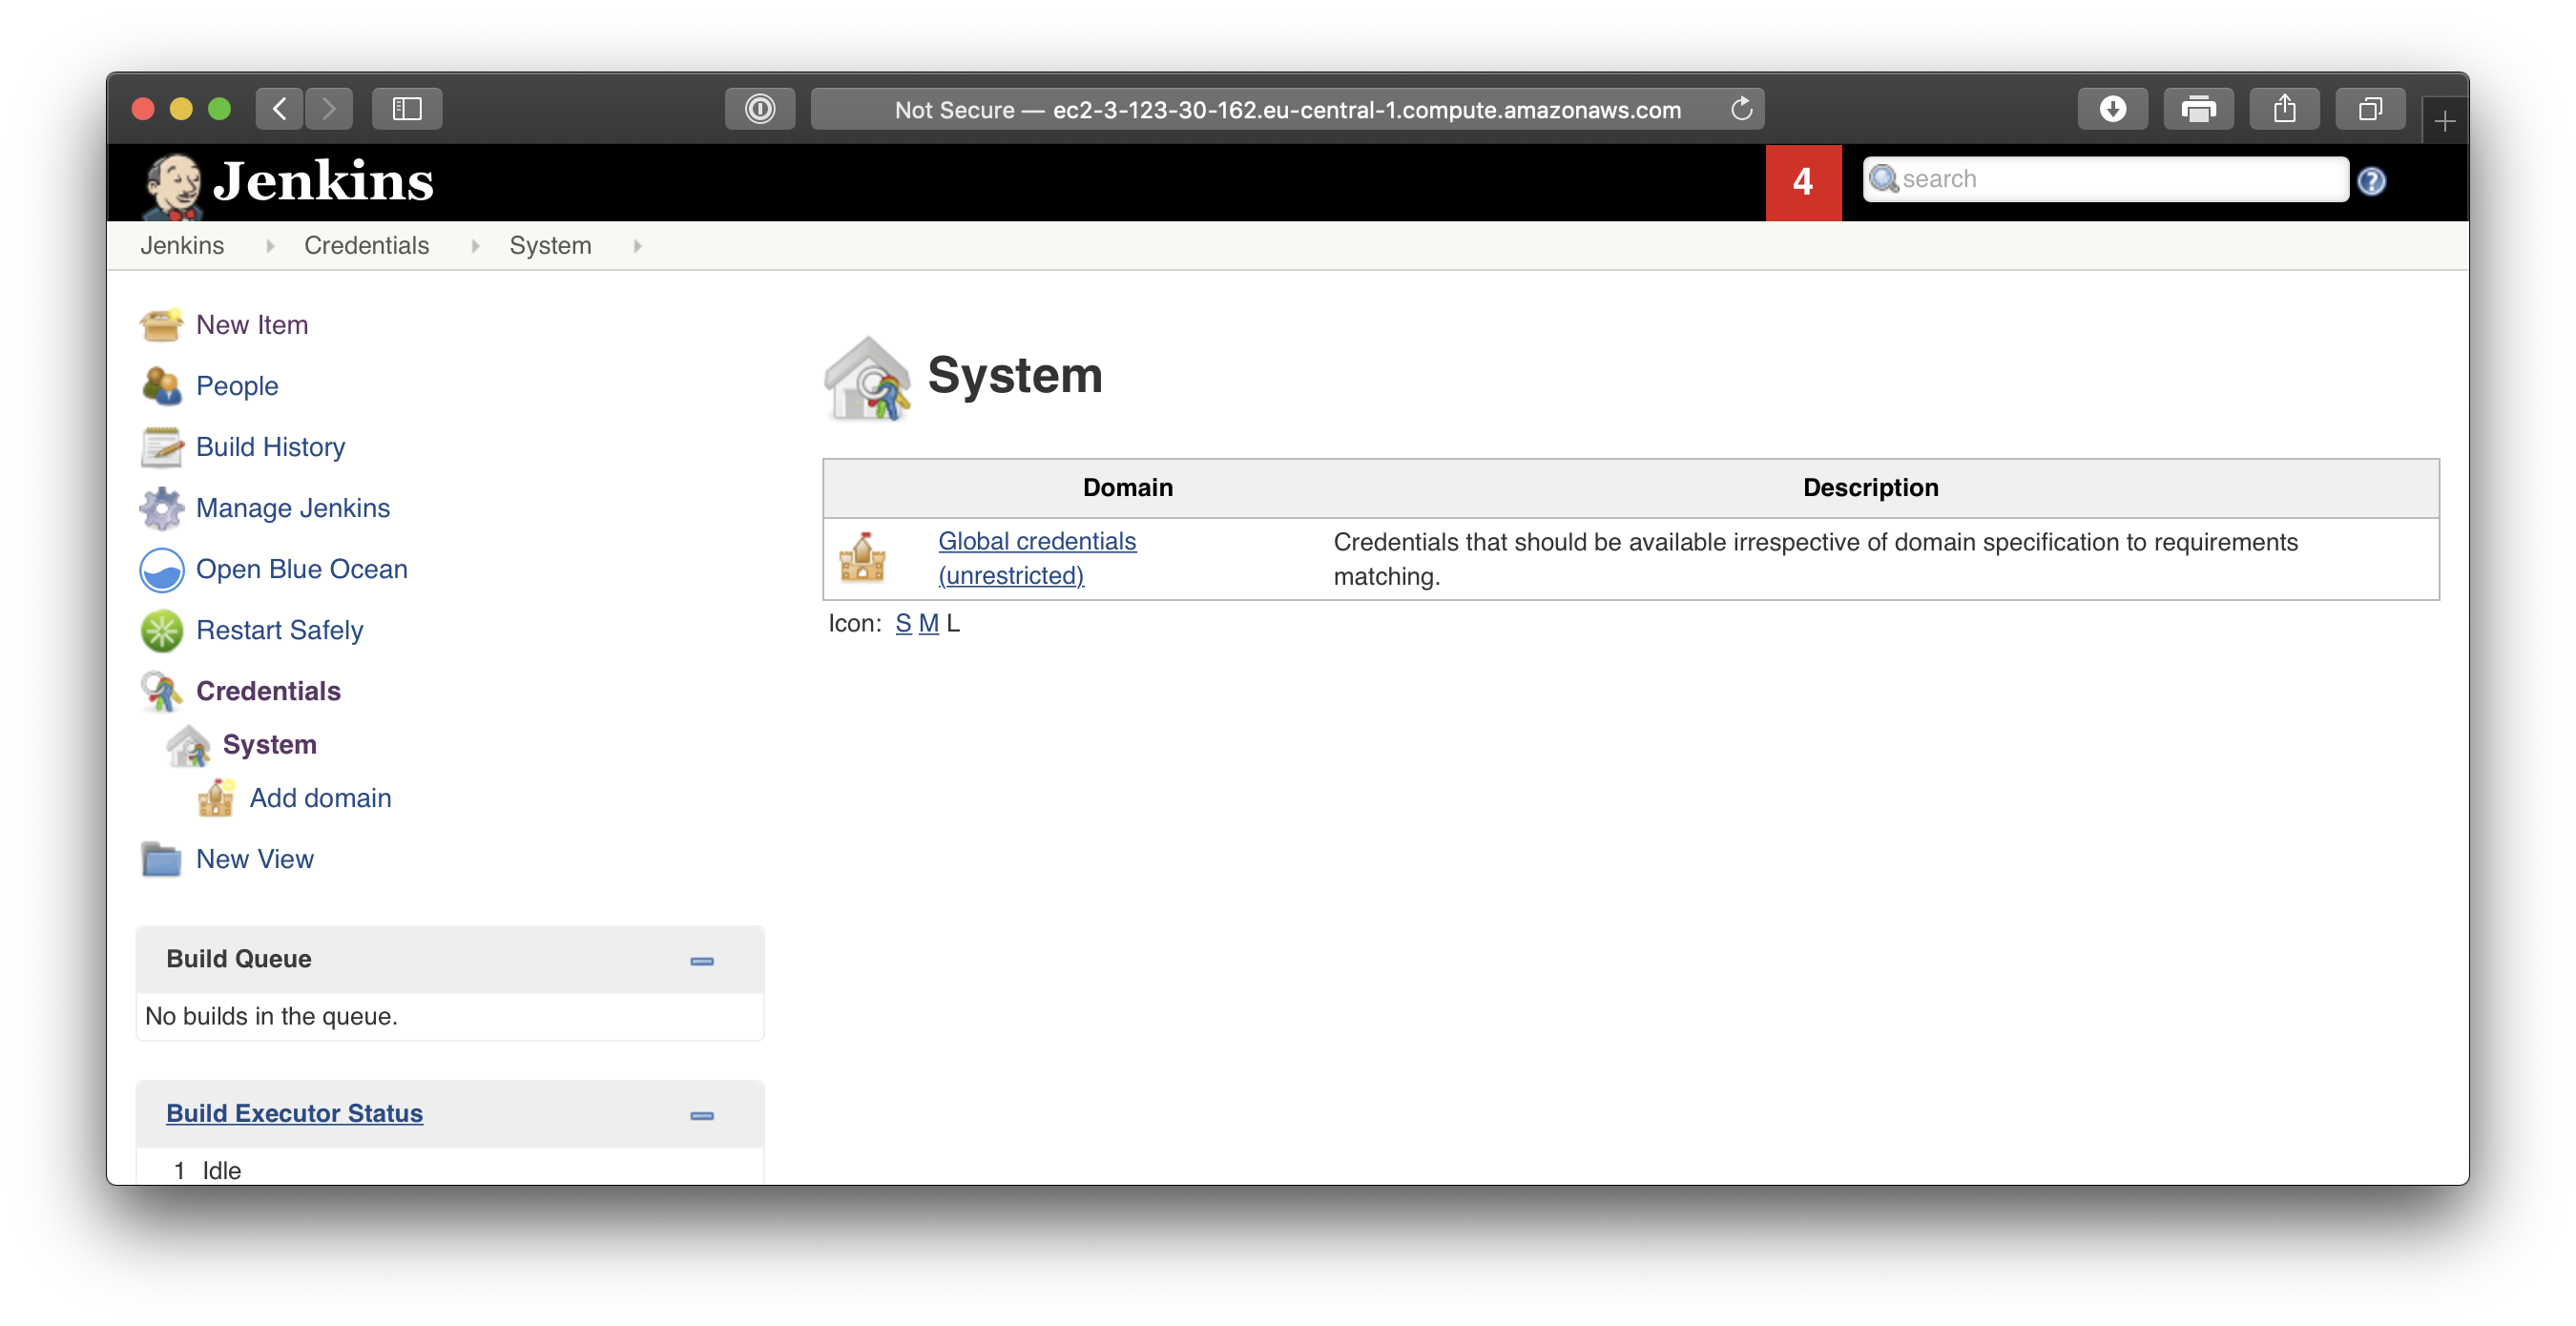 Not Secure — ec2-3-123-30-162.eu-central-1.compute.amazonaws.com
Jenkins
4
search
Jenkins
Credentials
System
New Item
People
Build History
Manage Jenkins
Open Blue Ocean
Restart Safely
Credentials
System
Add domain
New View
Build Queue
No builds in the queue.
Build Executor Status
1 Idle
System
Domain Description
Global credentials
(unrestricted)
Credentials that should be available irrespective of domain specification to requirements
matching.
Icon: S M L